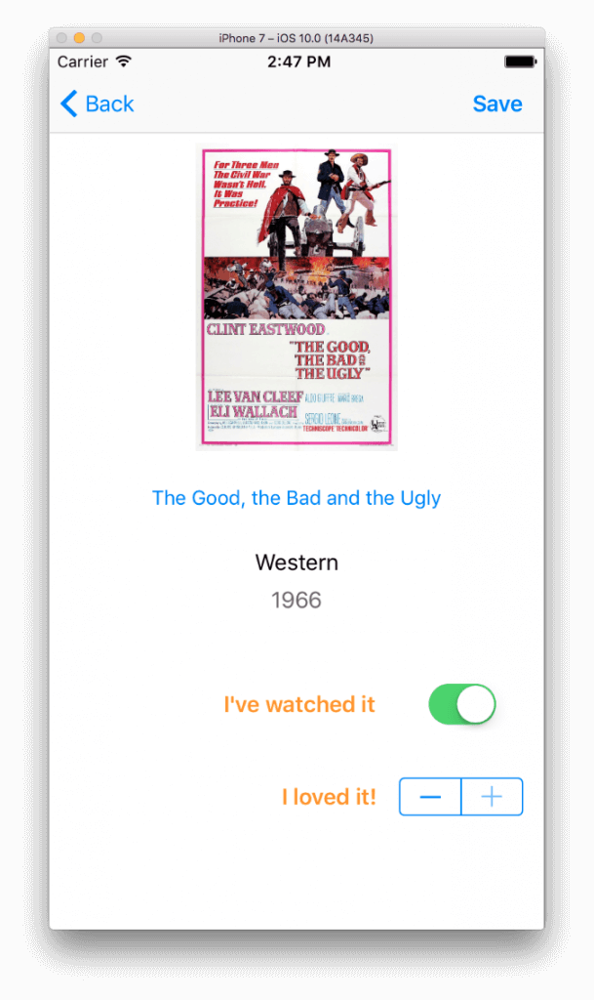 iPhone 7 – iOS 10.0 (14A345)
Carrier 2:47 PM
Back Save
For Three Men
The Civil War
Wasn't Hell.
It Was
Practice!
CLINT EASTWOOD
"THE GOOD,
THE BAD &
THE UGLY"
LEE VAN CLEEF
ELI WALLACH
SERGIO LEONE
TECHNISCOPE TECHNICOLOR
The Good, the Bad and the Ugly
Western
1966
I've watched it
I loved it!